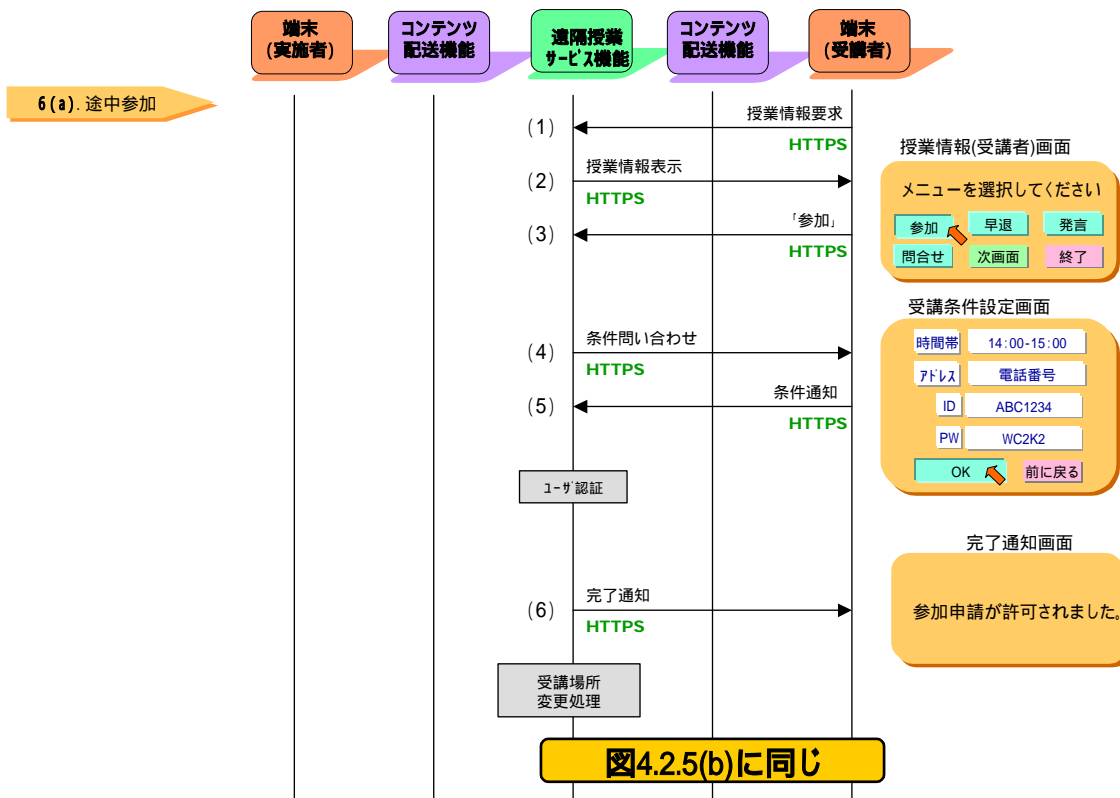 端末
(実施者)
コンテンツ
配送機能
遠隔授業
ｻｰﾋﾞｽ機能
コンテンツ
配送機能
端末
(受講者)
6(a). 途中参加
(1)
授業情報要求
HTTPS
(2)
授業情報表示
HTTPS
(3)
「参加」
HTTPS
(4)
条件問い合わせ
HTTPS
(5)
条件通知
HTTPS
ﾕｰｻﾞ認証
(6)
完了通知
HTTPS
受講場所
変更処理
図4.2.5(b)に同じ
授業情報(受講者)画面
メニューを選択してください
参加 早退 発言
問合せ 次画面 終了
受講条件設定画面
時間帯 14:00-15:00
ｱﾄﾞﾚｽ 電話番号
ID ABC1234
PW WC2K2
OK 前に戻る
完了通知画面
参加申請が許可されました。